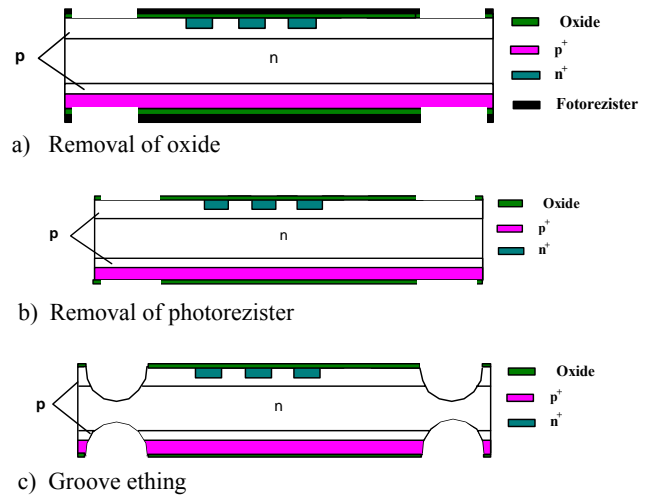 Oxide
p+
n+
Fotorezister
p
n
a) Removal of oxide
Oxide
p+
n+
p
n
b) Removal of photorezister
Oxide
p+
n+
p
n
c) Groove ething